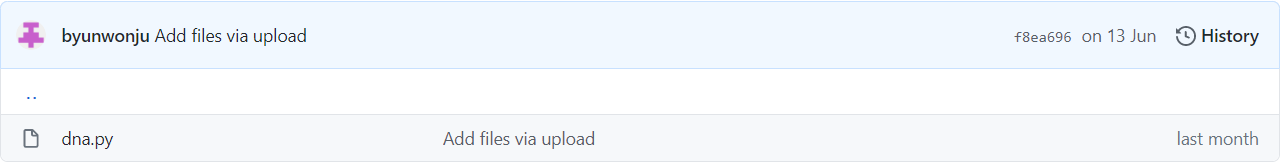 byunwonju Add files via upload f8ea696 on 13 Jun History
..
dna.py Add files via upload last month